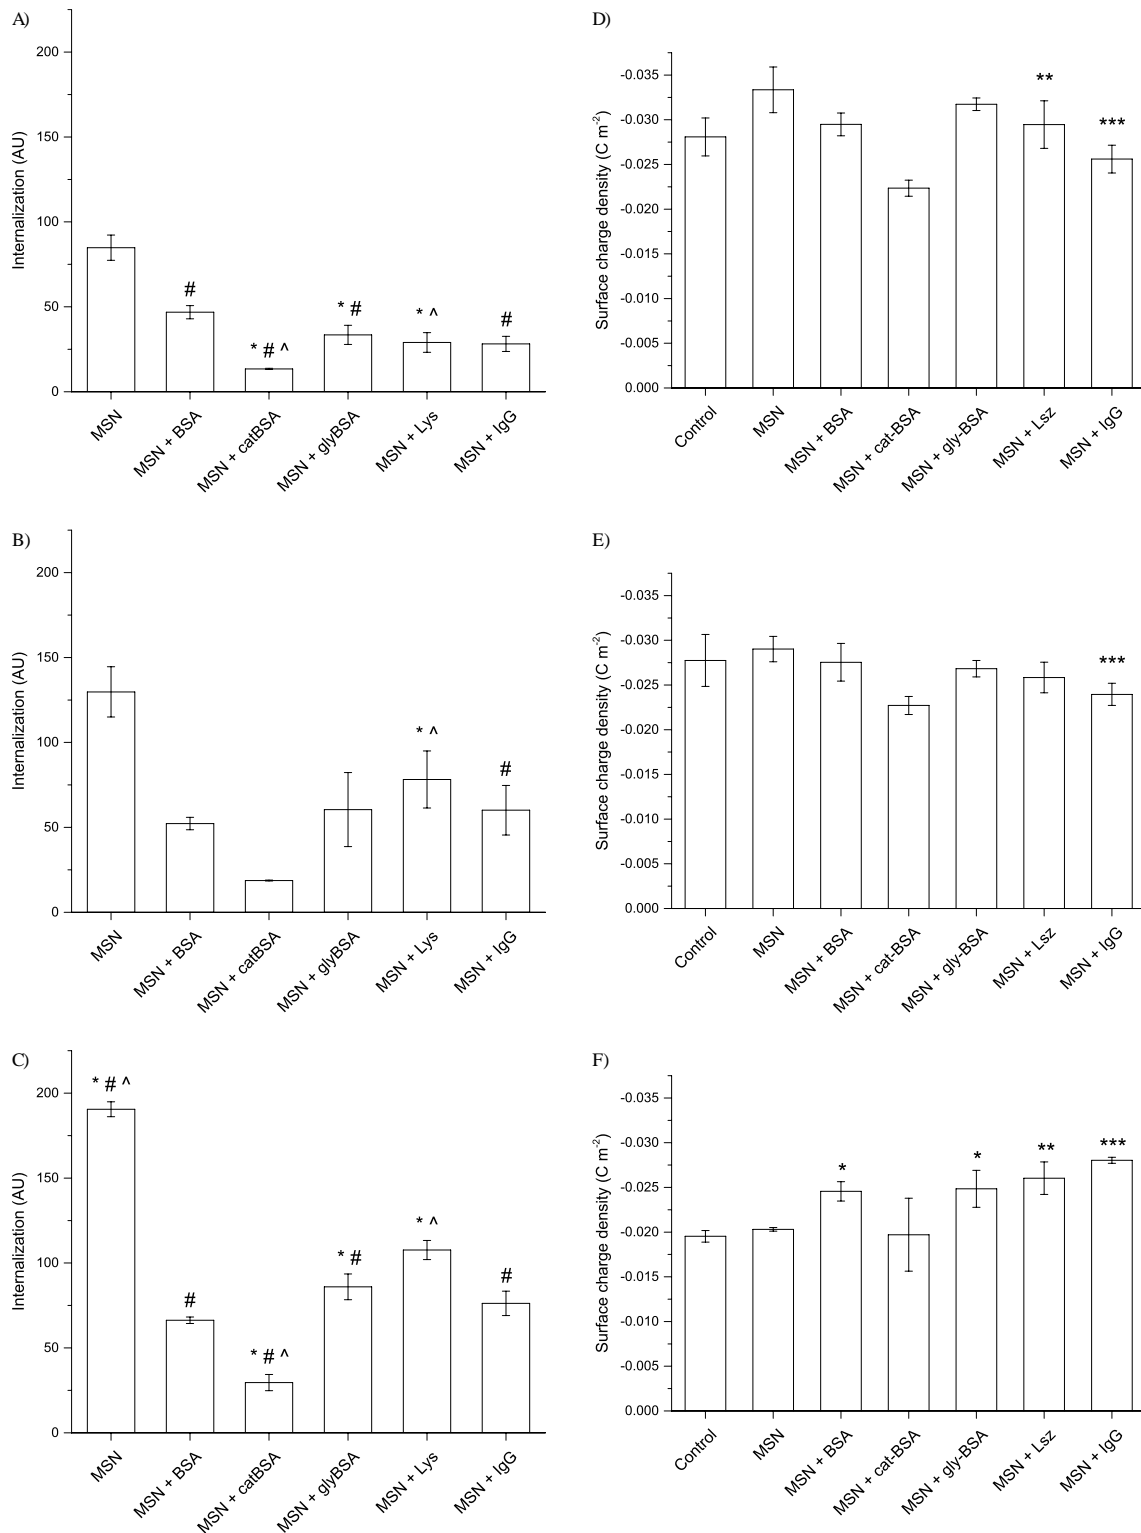 A)
200
150
100
50
0
Internalization (AU)
#
* # ^
* #
* ^
#
MSN
MSN + BSA
MSN + catBSA
MSN + glyBSA
MSN + Lys
MSN + IgG
D)
-0.035
-0.030
-0.025
-0.020
-0.015
-0.010
-0.005
0.000
Surface charge density (C m⁻²)
**
***
Control
MSN
MSN + BSA
MSN + cat-BSA
MSN + gly-BSA
MSN + Lsz
MSN + IgG
B)
200
150
100
50
0
Internalization (AU)
* ^
#
MSN
MSN + BSA
MSN + catBSA
MSN + glyBSA
MSN + Lys
MSN + IgG
E)
-0.035
-0.030
-0.025
-0.020
-0.015
-0.010
-0.005
0.000
Surface charge density (C m⁻²)
***
Control
MSN
MSN + BSA
MSN + cat-BSA
MSN + gly-BSA
MSN + Lsz
MSN + IgG
C)
200
150
100
50
0
Internalization (AU)
* # ^
#
* # ^
* #
* ^
#
MSN
MSN + BSA
MSN + catBSA
MSN + glyBSA
MSN + Lys
MSN + IgG
F)
-0.035
-0.030
-0.025
-0.020
-0.015
-0.010
-0.005
0.000
Surface charge density (C m⁻²)
*
*
**
***
Control
MSN
MSN + BSA
MSN + cat-BSA
MSN + gly-BSA
MSN + Lsz
MSN + IgG